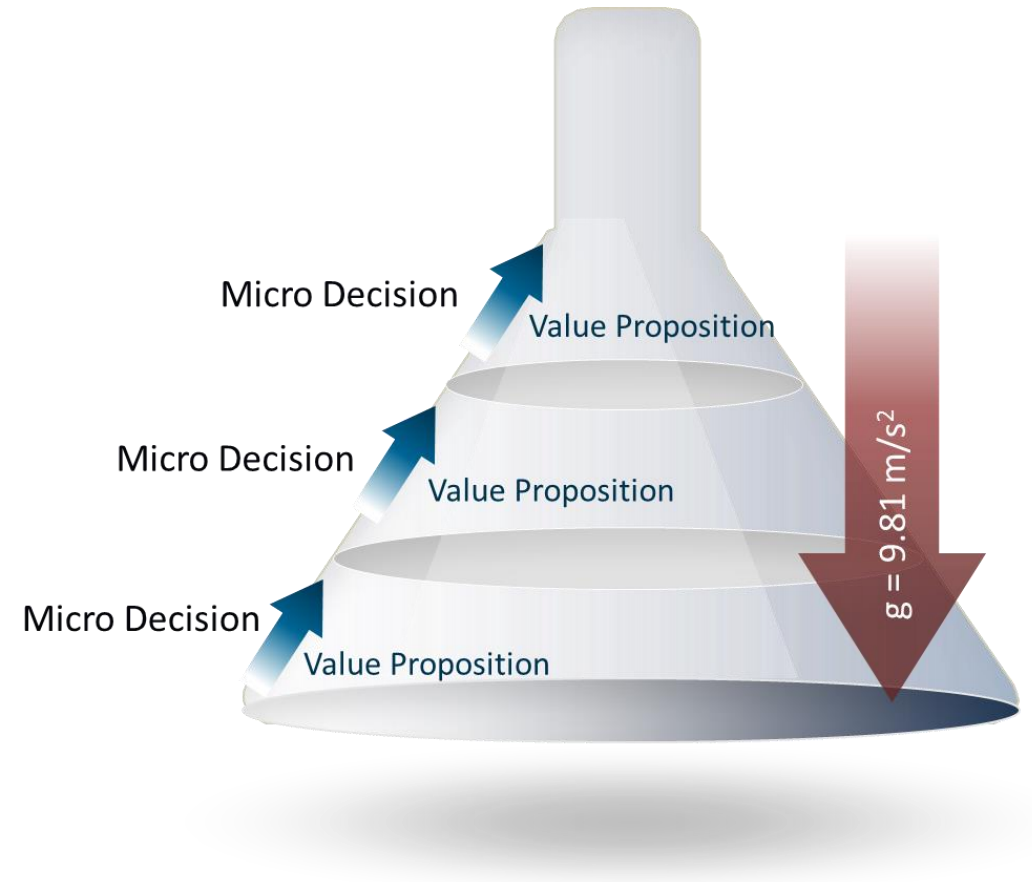 Micro Decision
Value Proposition
Micro Decision
Value Proposition
Micro Decision
Value Proposition
g = 9.81 m/s²